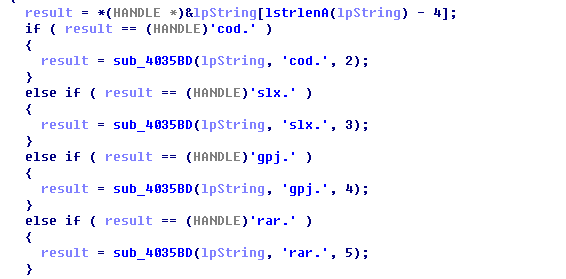 result = *(HANDLE *)&lpString[lstrlenA(lpString) - 4];
if ( result == (HANDLE)'cod.' )
{
result = sub_4035BD(lpString, 'cod.', 2);
}
else if ( result == (HANDLE)'slx.' )
{
result = sub_4035BD(lpString, 'slx.', 3);
}
else if ( result == (HANDLE)'gpj.' )
{
result = sub_4035BD(lpString, 'gpj.', 4);
}
else if ( result == (HANDLE)'rar.' )
{
result = sub_4035BD(lpString, 'rar.', 5);
}